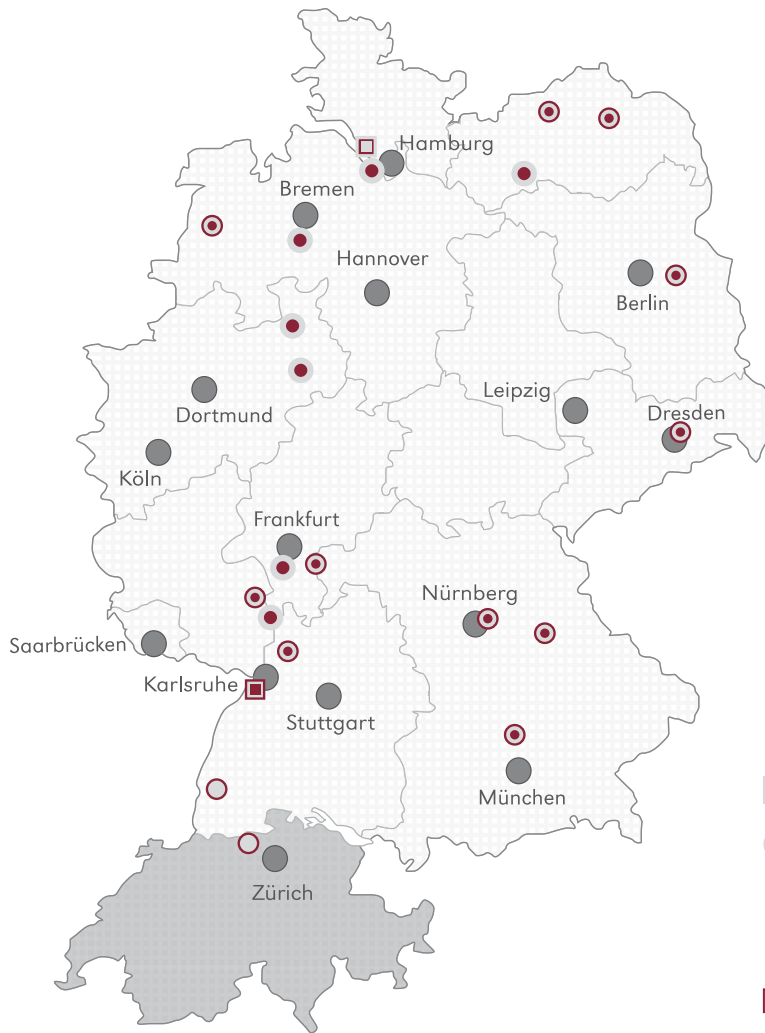 Hamburg
Bremen
Hannover
Berlin
Leipzig
Dortmund
Dresden
Köln
Frankfurt
Nürnberg
Saarbrücken
Karlsruhe
Stuttgart
München
Zürich